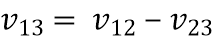 𝑣₁₃ = 𝑣₁₂ − 𝑣₂₃